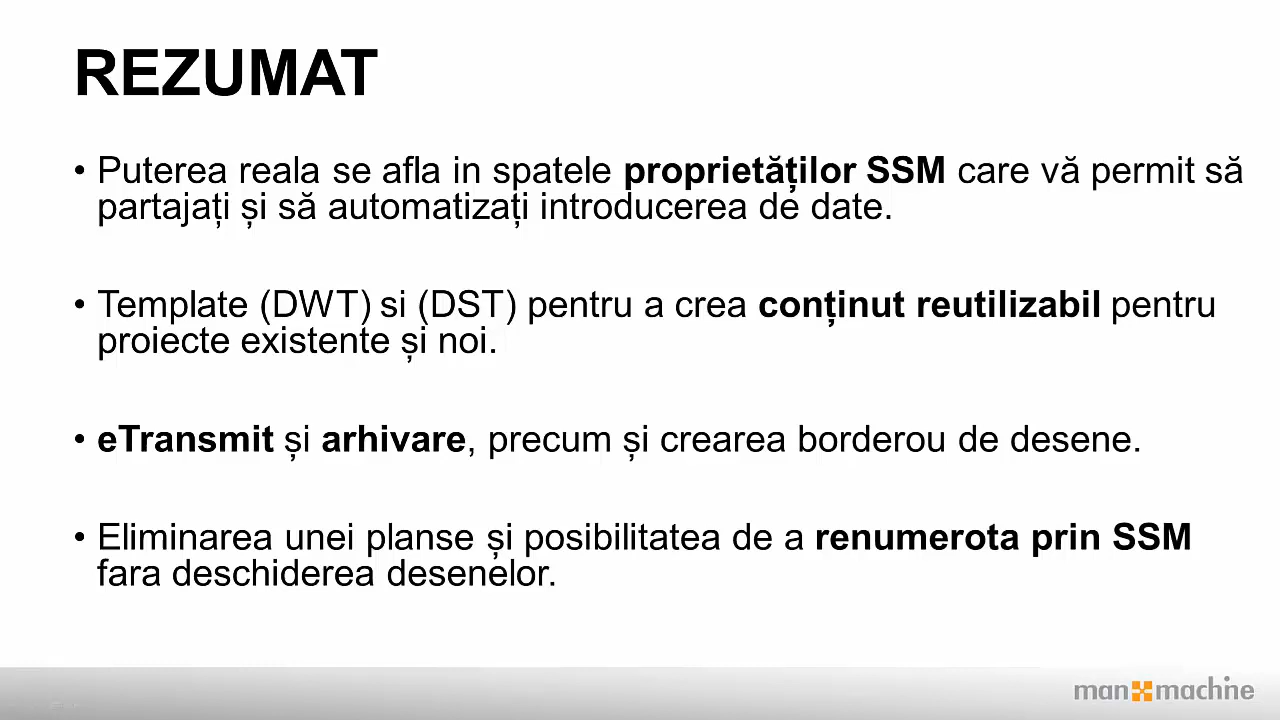 REZUMAT
• Puterea reala se afla in spatele proprietăților SSM care vă permit să
partajați și să automatizați introducerea de date.
• Template (DWT) si (DST) pentru a crea conținut reutilizabil pentru
proiecte existente și noi.
• eTransmit și arhivare, precum și crearea borderou de desene.
• Eliminarea unei planse și posibilitatea de a renumerota prin SSM
fara deschiderea desenelor.
man machine